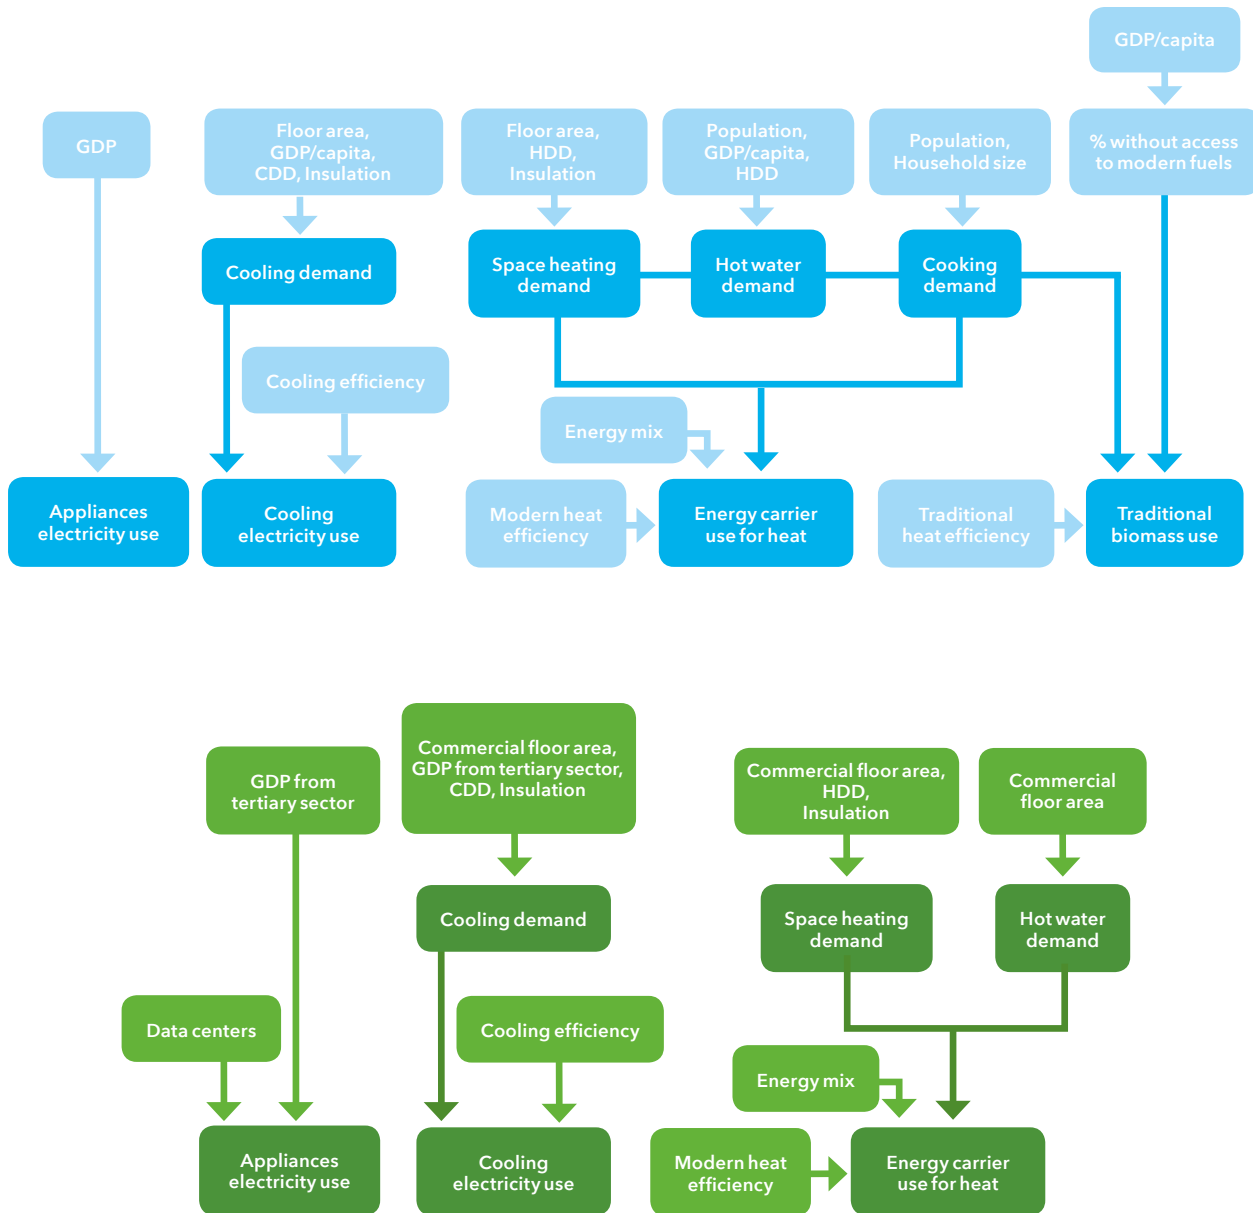 GDP/capita
GDP
Floor area,
GDP/capita,
CDD, Insulation
Floor area,
HDD,
Insulation
Population,
GDP/capita,
HDD
Population,
Household size
% without access
to modern fuels
Cooling demand
Space heating
demand
Hot water
demand
Cooking
demand
Cooling efficiency
Energy mix
Appliances
electricity use
Cooling
electricity use
Modern heat
efficiency
Energy carrier
use for heat
Traditional
heat efficiency
Traditional
biomass use
GDP from
tertiary sector
Commercial floor area,
GDP from tertiary sector,
CDD, Insulation
Commercial floor area,
HDD,
Insulation
Commercial
floor area
Cooling demand
Space heating
demand
Hot water
demand
Data centers
Cooling efficiency
Energy mix
Appliances
electricity use
Cooling
electricity use
Modern heat
efficiency
Energy carrier
use for heat